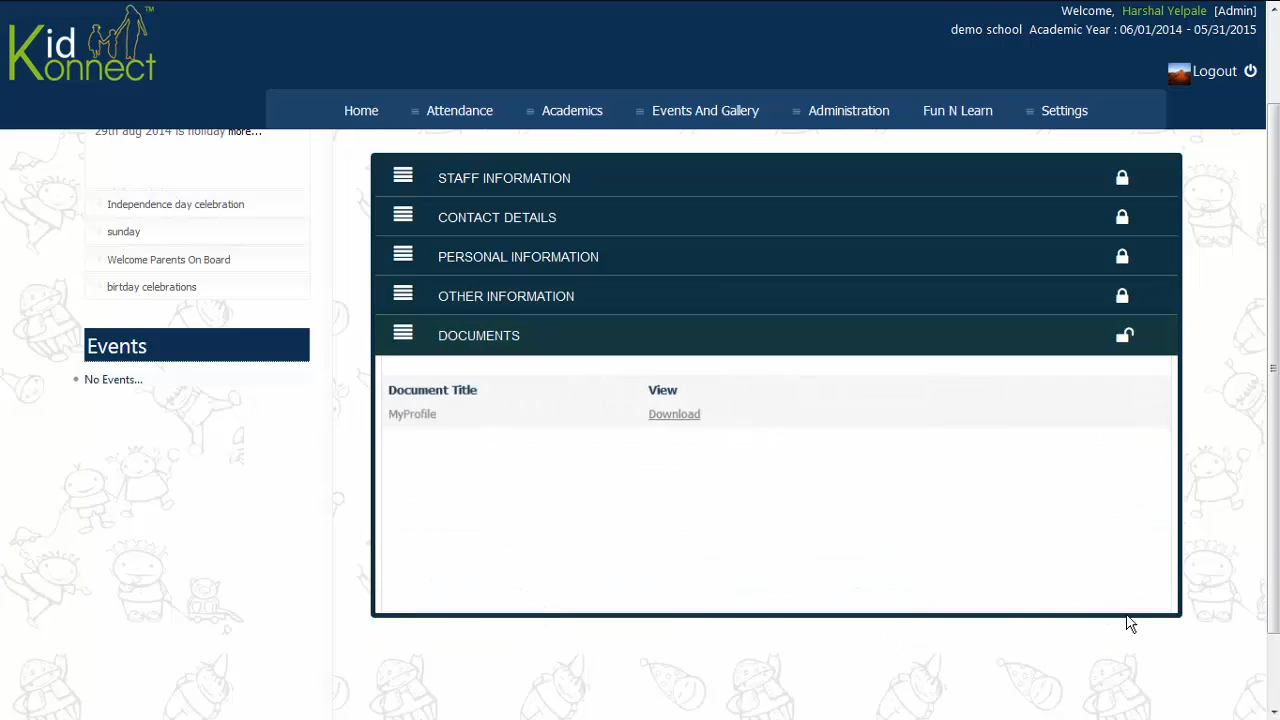 Kid Konnect™
Welcome, Harshal Yelpale [Admin]
demo school Academic Year : 06/01/2014 - 05/31/2015
Logout
Home Attendance Academics Events And Gallery Administration Fun N Learn Settings
29th aug 2014 is holiday more...
Independence day celebration
sunday
Welcome Parents On Board
birtday celebrations
Events
No Events...
STAFF INFORMATION
CONTACT DETAILS
PERSONAL INFORMATION
OTHER INFORMATION
DOCUMENTS
Document Title View
MyProfile Download